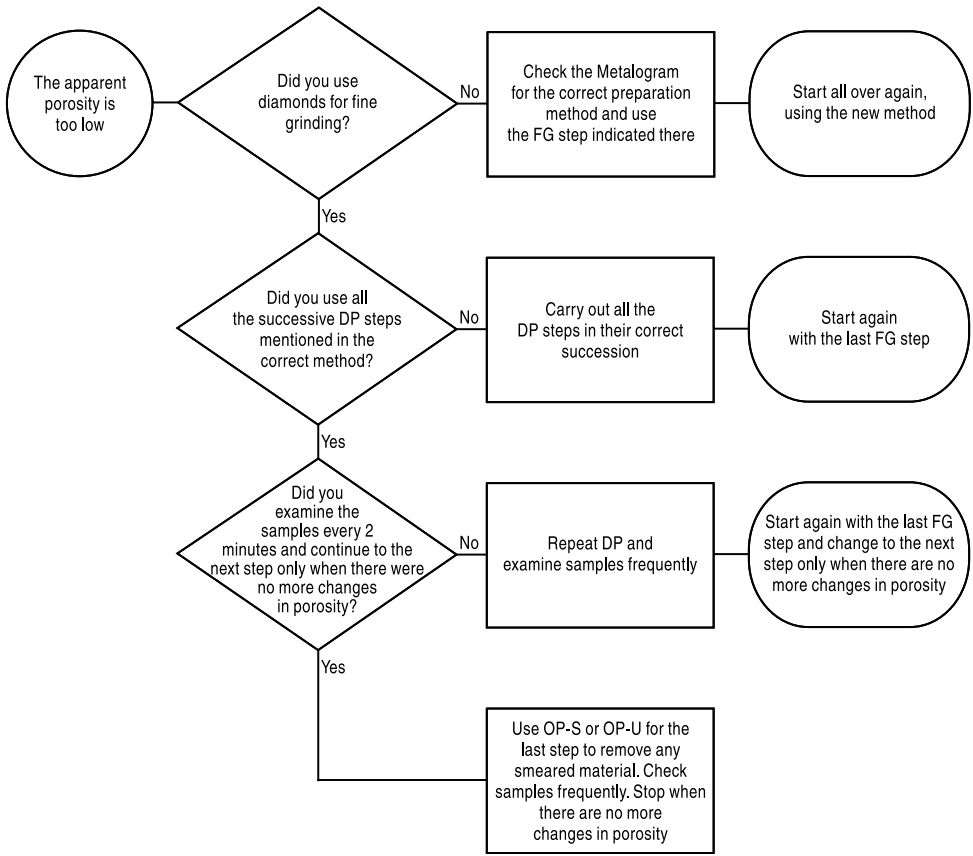 The apparent
porosity is
too low
Did you use
diamonds for fine
grinding?
No
Check the Metalogram
for the correct preparation
method and use
the FG step indicated there
Start all over again,
using the new method
Yes
Did you use all
the successive DP steps
mentioned in the
correct method?
No
Carry out all the
DP steps in their correct
succession
Start again
with the last FG step
Yes
Did you
examine the
samples every 2
minutes and continue to the
next step only when there were
no more changes
in porosity?
No
Repeat DP and
examine samples frequently
Start again with the last FG
step and change to the next
step only when there are no
more changes in porosity
Yes
Use OP-S or OP-U for the
last step to remove any
smeared material. Check
samples frequently. Stop when
there are no more
changes in porosity